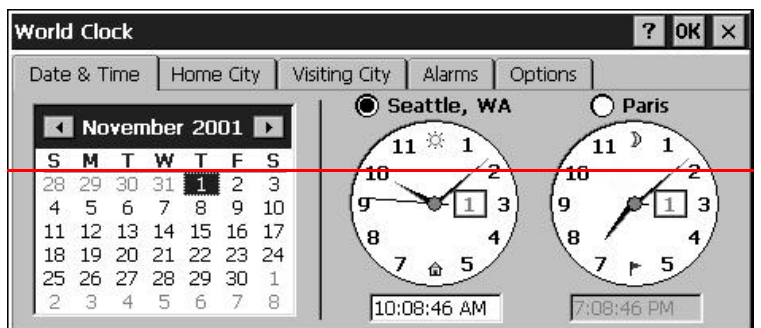 World Clock ? OK ×
Date & Time Home City Visiting City Alarms Options
Seattle, WA Paris
November 2001
S M T W T F S
28 29 30 31 1 2 3
4 5 6 7 8 9 10
11 12 13 14 15 16 17
18 19 20 21 22 23 24
25 26 27 28 29 30 1
2 3 4 5 6 7 8
11 1
10 2
9 1 3
8 4
7 5
10:08:46 AM
11 1
10 2
9 1 3
8 4
7 5
7:08:46 PM